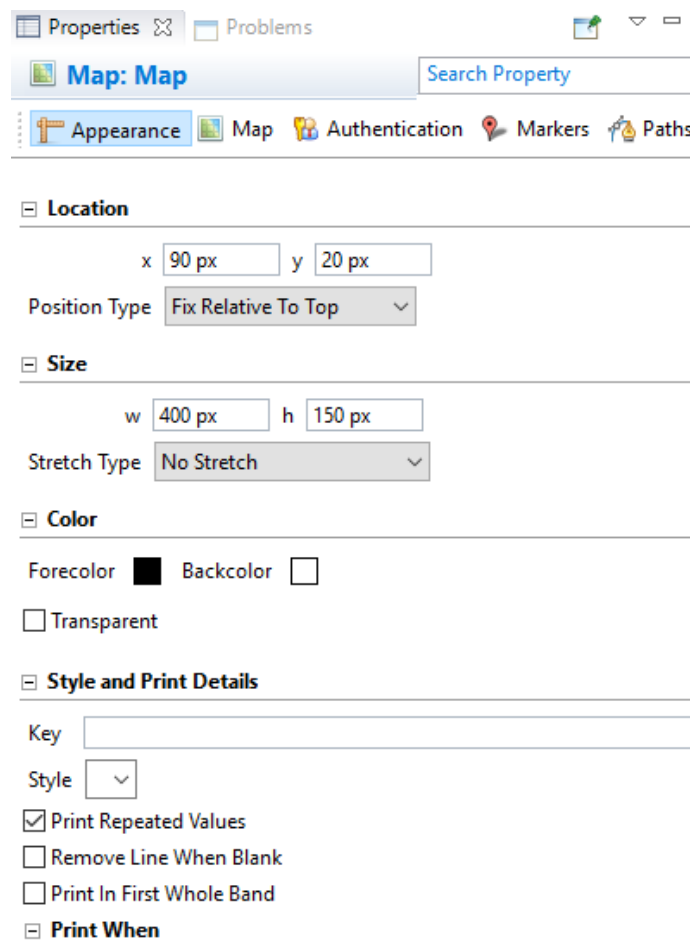 Properties Problems
Map: Map Search Property
Appearance Map Authentication Markers Paths
Location
x 90 px y 20 px
Position Type Fix Relative To Top
Size
w 400 px h 150 px
Stretch Type No Stretch
Color
Forecolor Backcolor
Transparent
Style and Print Details
Key
Style
Print Repeated Values
Remove Line When Blank
Print In First Whole Band
Print When